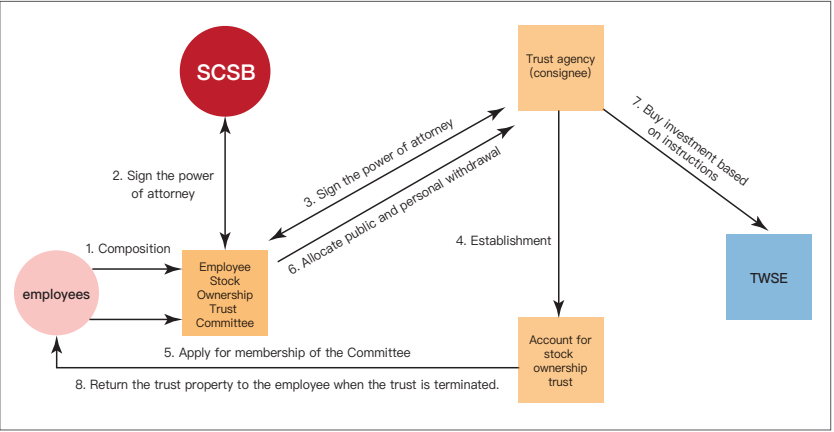 SCSB
Trust agency
(consignee)
7. Buy investment based
on instructions
2. Sign the power
of attorney
3. Sign the power of attorney
6. Allocate public and personal withdrawal
4. Establishment
1. Composition
employees
Employee
Stock
Ownership
Trust
Committee
TWSE
5. Apply for membership of the Committee
Account for
stock
ownership
trust
8. Return the trust property to the employee when the trust is terminated.